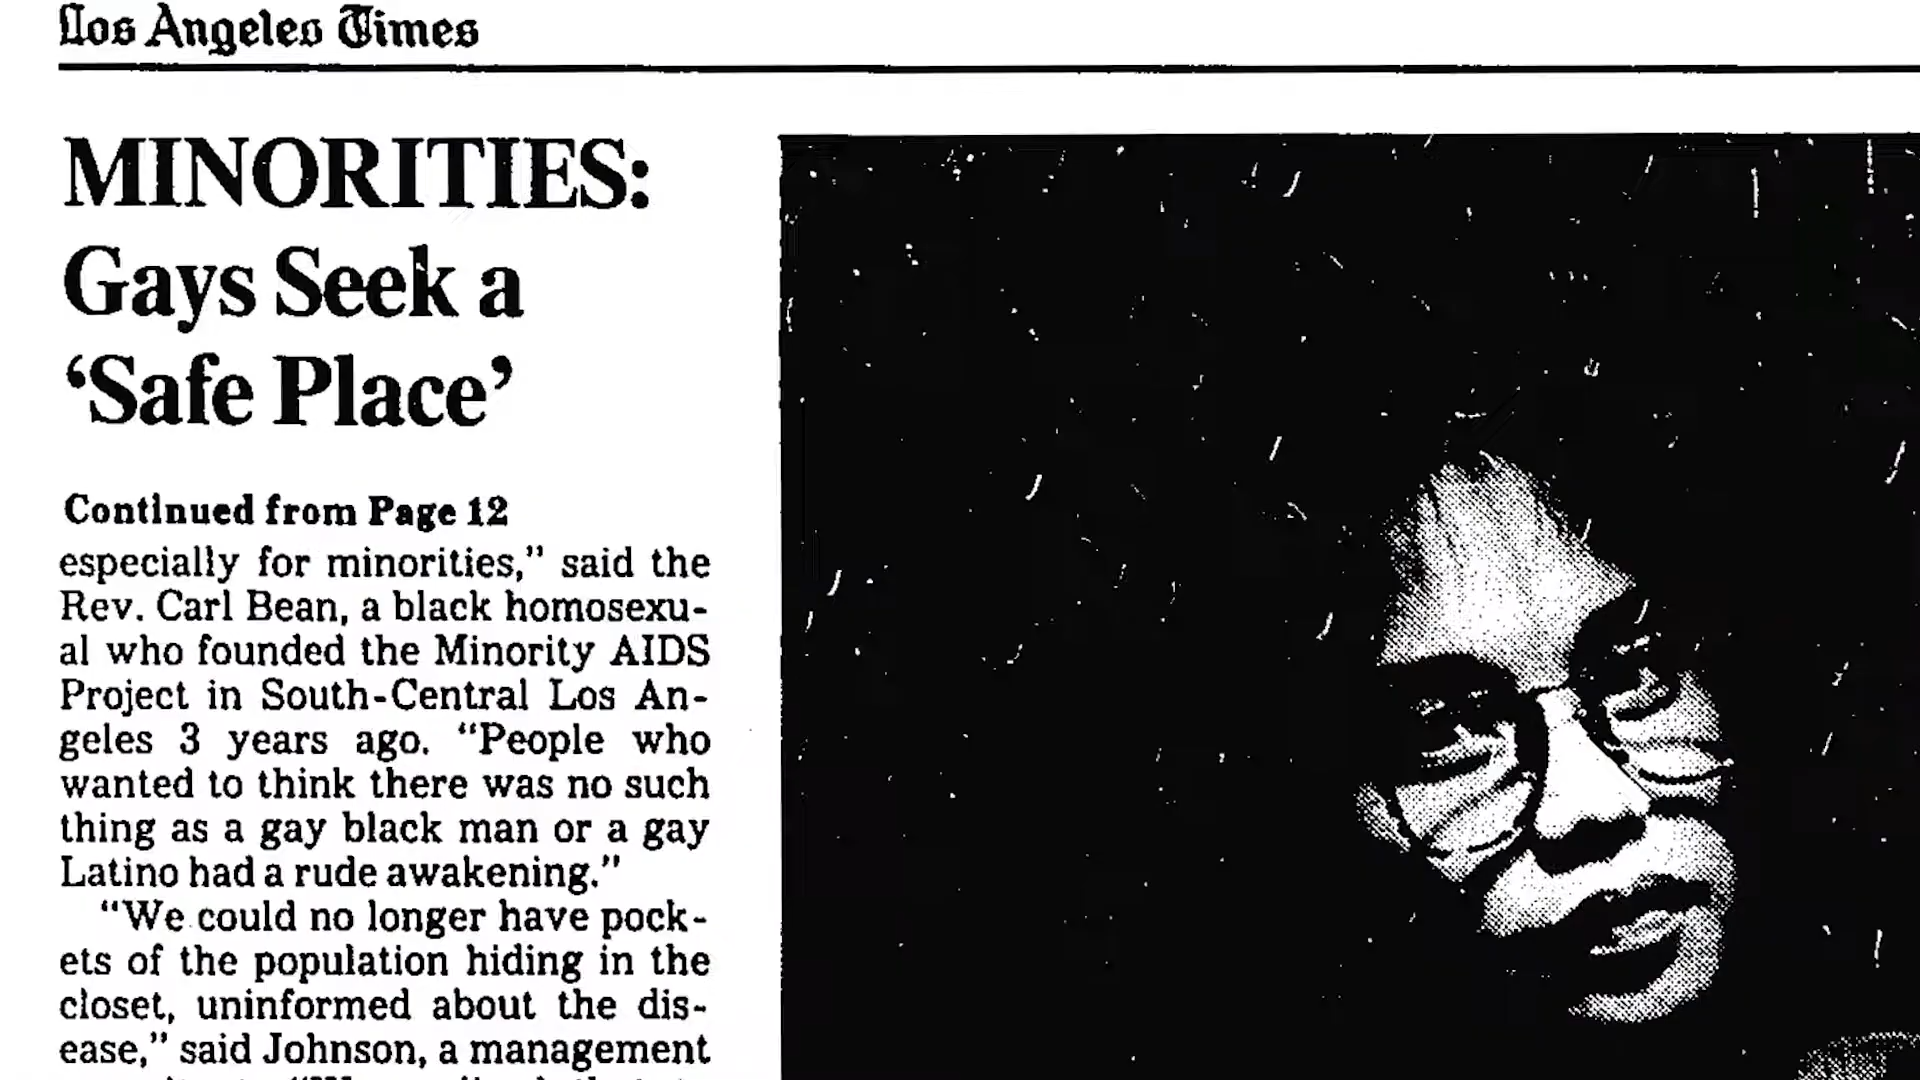 Los Angeles Times
MINORITIES:
Gays Seek a
‘Safe Place’
Continued from Page 12
especially for minorities,” said the
Rev. Carl Bean, a black homosexu-
al who founded the Minority AIDS
Project in South-Central Los An-
geles 3 years ago. “People who
wanted to think there was no such
thing as a gay black man or a gay
Latino had a rude awakening.”
“We could no longer have pock-
ets of the population hiding in the
closet, uninformed about the dis-
ease,” said Johnson, a management